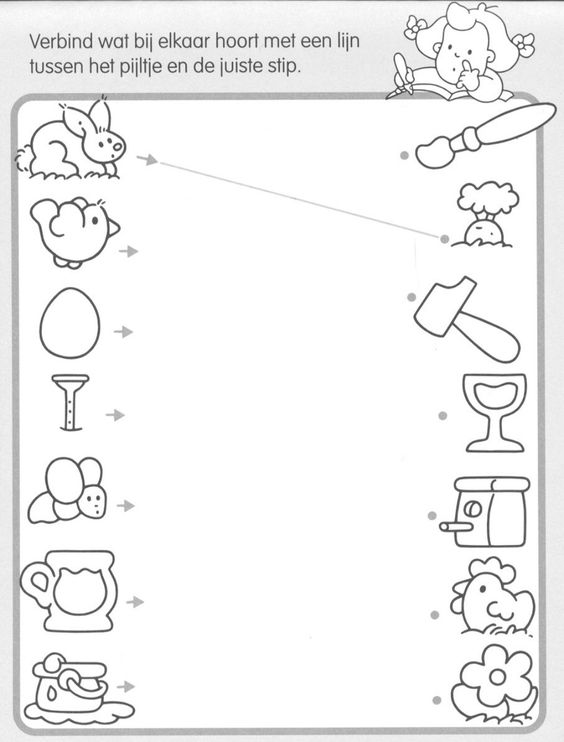 Verbind wat bij elkaar hoort met een lijn
tussen het pijltje en de juiste stip.